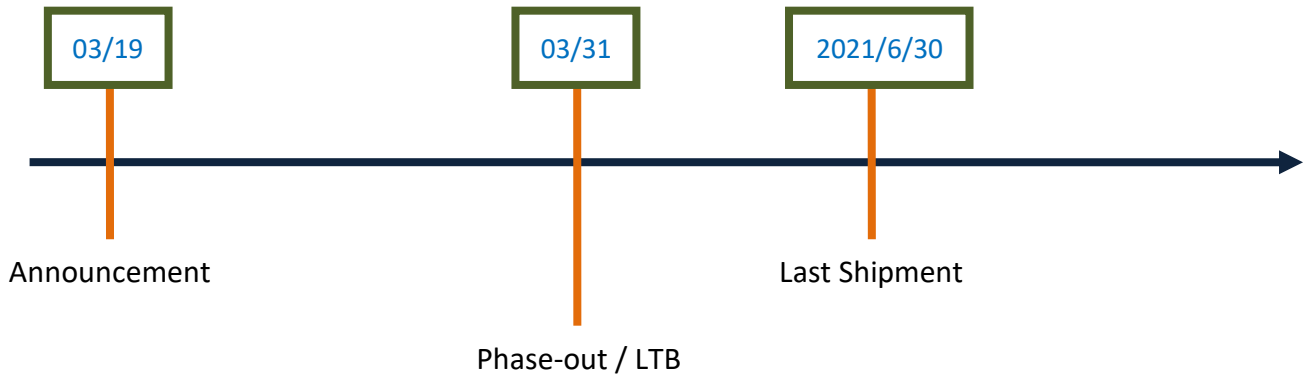 03/19
03/31
2021/6/30
Announcement
Last Shipment
Phase-out / LTB